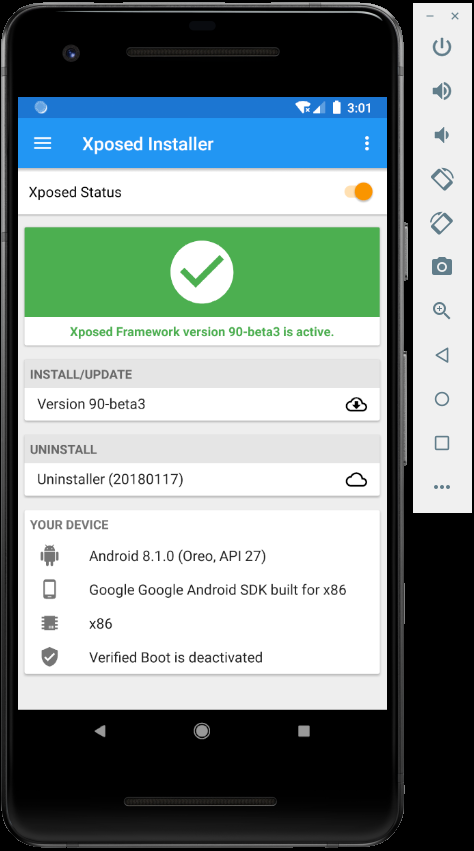 3:01
Xposed Installer
Xposed Status
Xposed Framework version 90-beta3 is active.
INSTALL/UPDATE
Version 90-beta3
UNINSTALL
Uninstaller (20180117)
YOUR DEVICE
Android 8.1.0 (Oreo, API 27)
Google Google Android SDK built for x86
x86
Verified Boot is deactivated